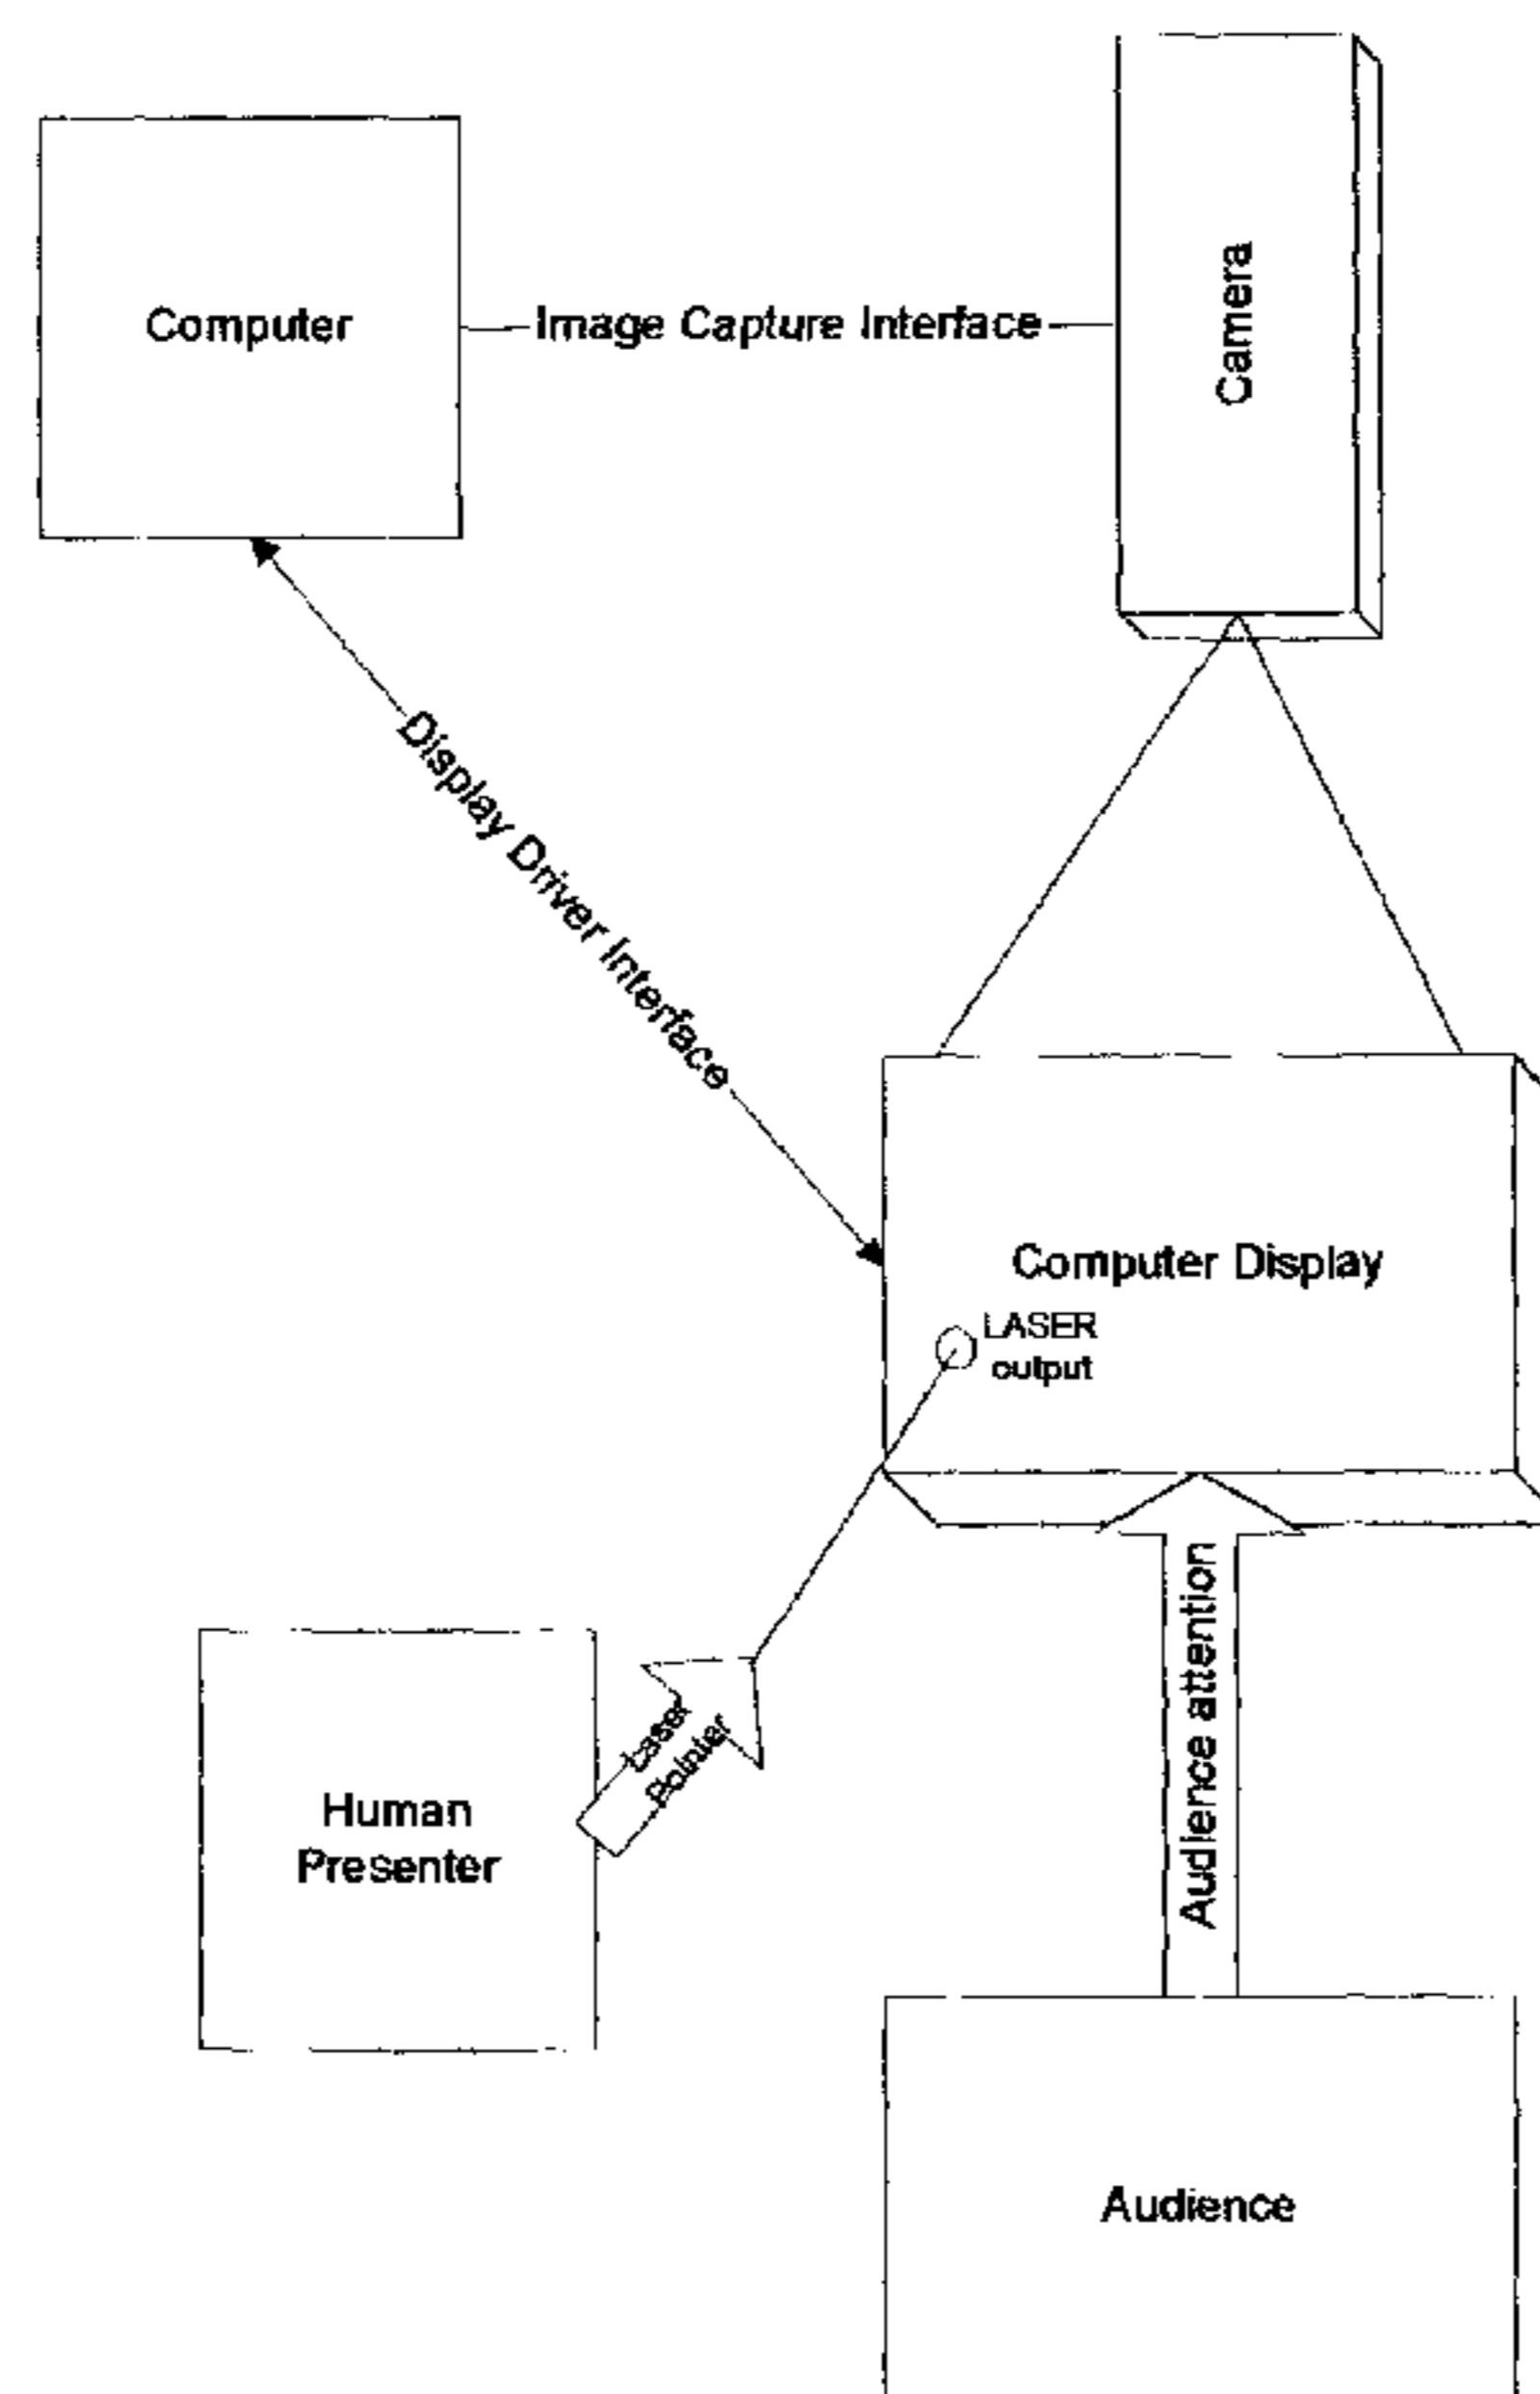 Camera
Computer
Image Capture Interface
Display Driver Interface
Computer Display
LASER
output
Laser
Pointer
Audience attention
Human
Presenter
Audience